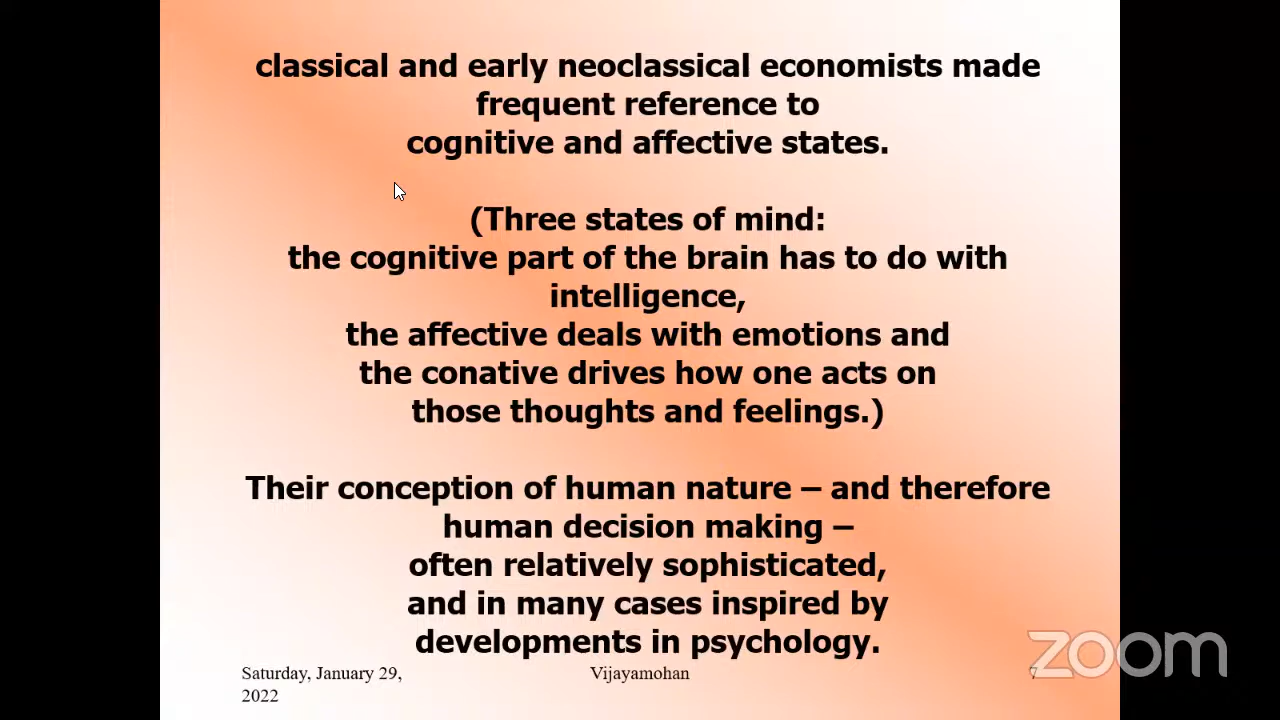 classical and early neoclassical economists made
frequent reference to
cognitive and affective states.
(Three states of mind:
the cognitive part of the brain has to do with
intelligence,
the affective deals with emotions and
the conative drives how one acts on
those thoughts and feelings.)
Their conception of human nature – and therefore
human decision making –
often relatively sophisticated,
and in many cases inspired by
developments in psychology.
Saturday, January 29,
2022
Vijayamohan
7
zoom